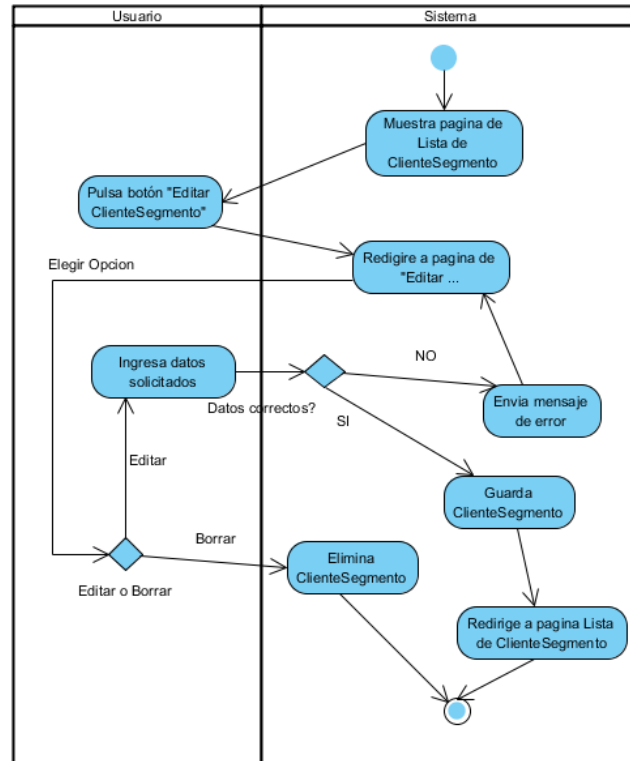 Usuario
Sistema
Muestra pagina de
Lista de
ClienteSegmento
Pulsa botón "Editar
ClienteSegmento"
Redigire a pagina de
"Editar ...
Elegir Opcion
Ingresa datos
solicitados
Datos correctos?
NO
SI
Envia mensaje
de error
Editar
Guarda
ClienteSegmento
Borrar
Editar o Borrar
Elimina
ClienteSegmento
Redirige a pagina Lista
de ClienteSegmento